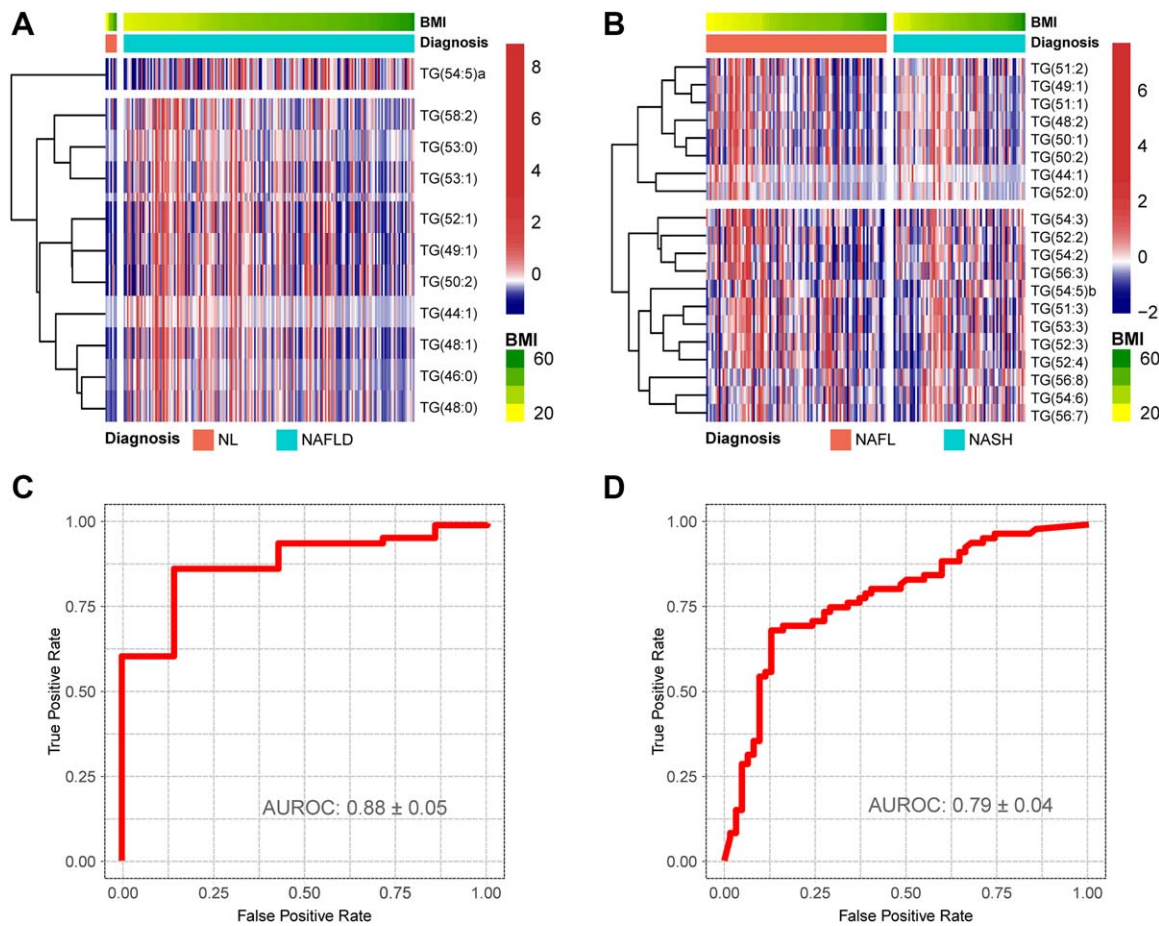 A
BMI
Diagnosis
TG(54:5)a
TG(58:2)
TG(53:0)
TG(53:1)
TG(52:1)
TG(49:1)
TG(50:2)
TG(44:1)
TG(48:1)
TG(46:0)
TG(48:0)
8
6
4
2
0
BMI
60
20
Diagnosis NL NAFLD
B
BMI
Diagnosis
TG(51:2)
TG(49:1)
TG(51:1)
TG(48:2)
TG(50:1)
TG(50:2)
TG(44:1)
TG(52:0)
TG(54:3)
TG(52:2)
TG(54:2)
TG(56:3)
TG(54:5)b
TG(51:3)
TG(53:3)
TG(52:3)
TG(52:4)
TG(56:8)
TG(54:6)
TG(56:7)
6
4
2
0
−2
BMI
60
20
Diagnosis NAFL NASH
C
True Positive Rate
1.00
0.75
0.50
0.25
0.00
AUROC: 0.88 ± 0.05
0.00 0.25 0.50 0.75 1.00
False Positive Rate
D
True Positive Rate
1.00
0.75
0.50
0.25
0.00
AUROC: 0.79 ± 0.04
0.00 0.25 0.50 0.75 1.00
False Positive Rate